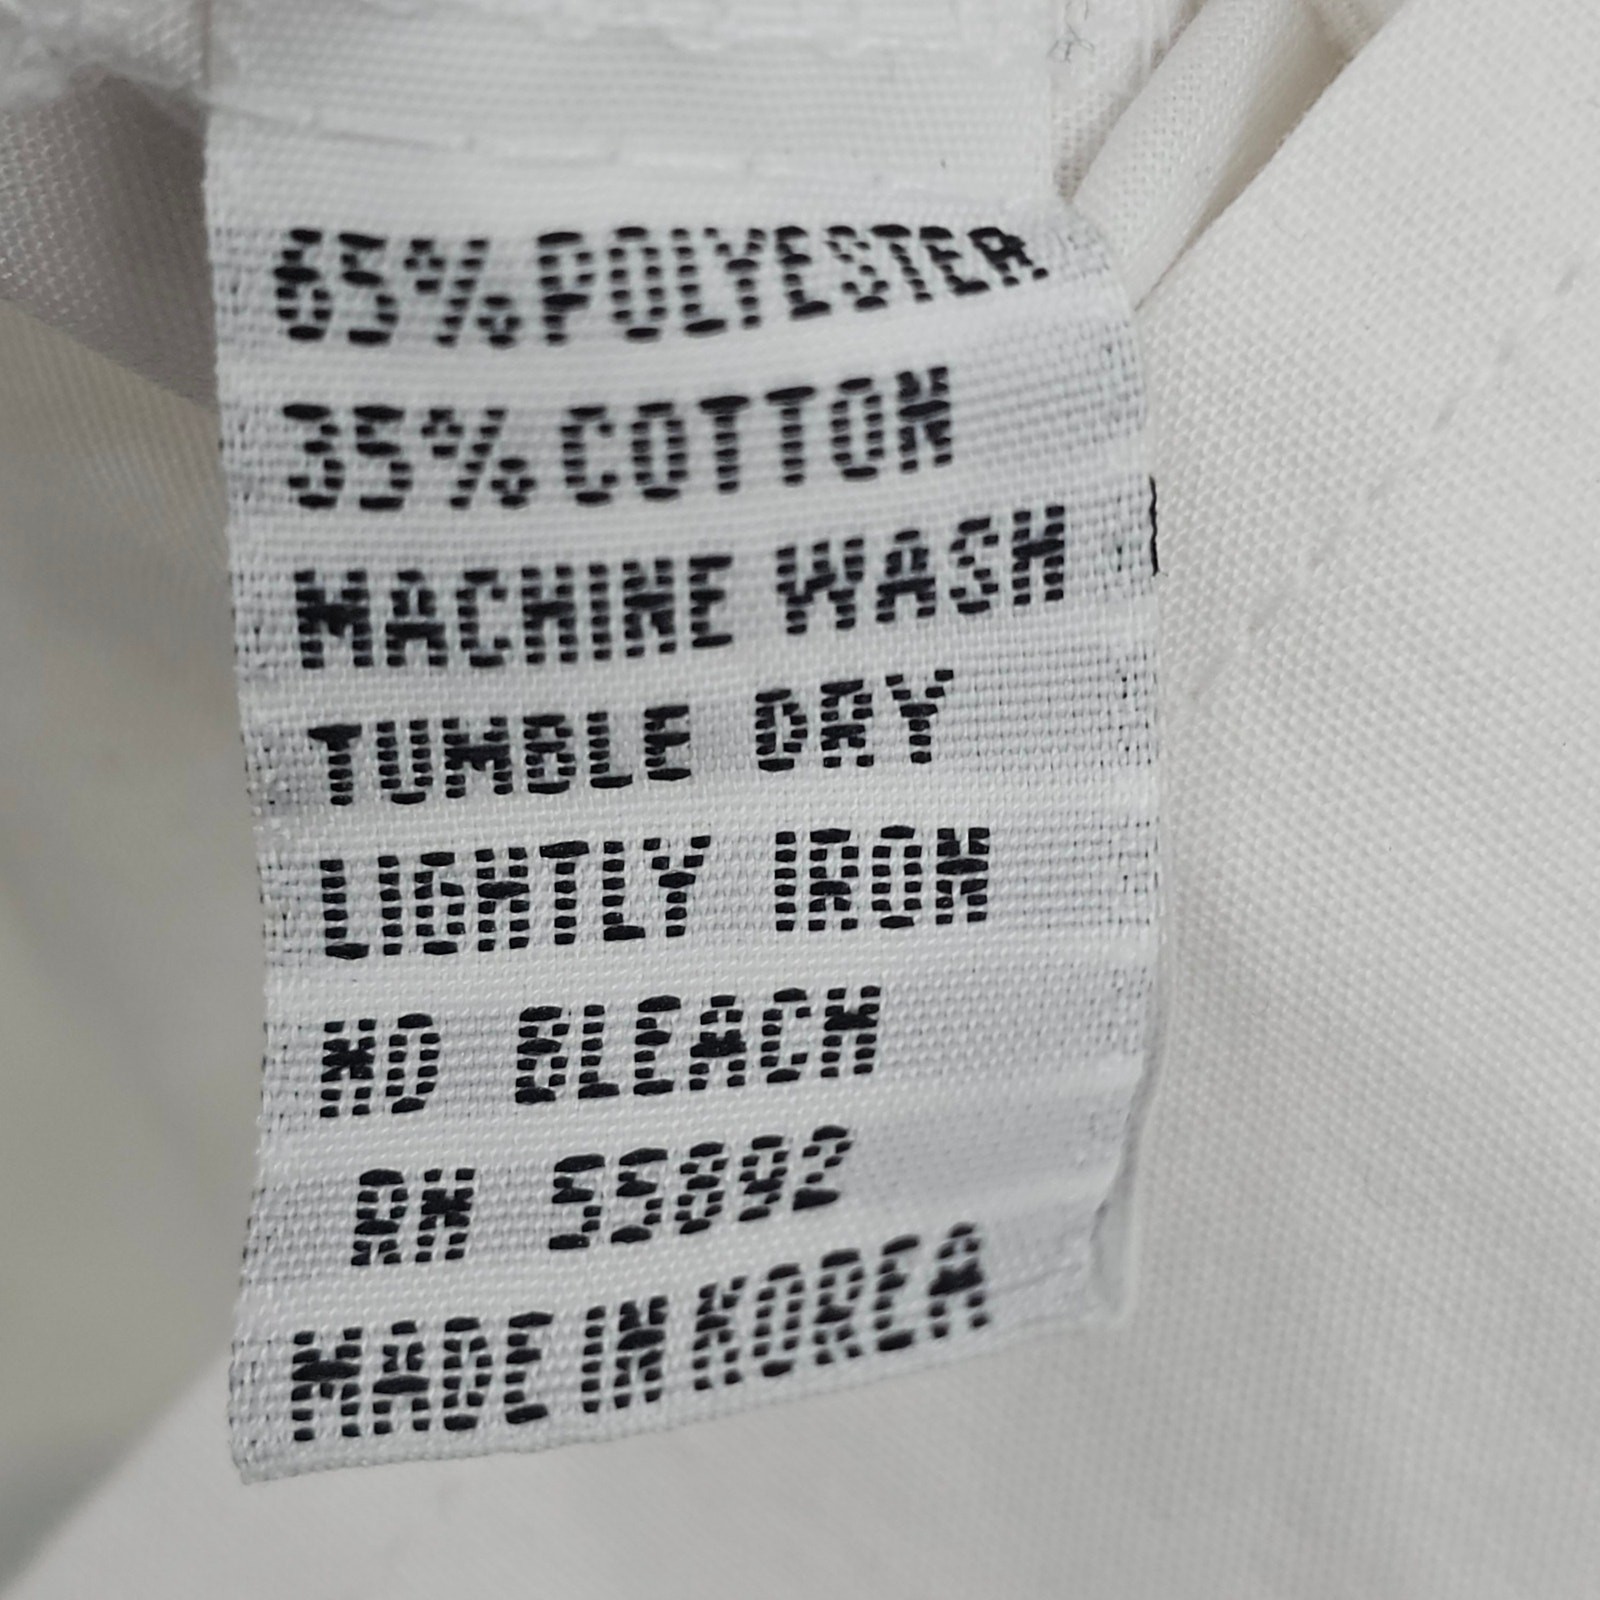 65% POLYESTER
35% COTTON
MACHINE WASH
TUMBLE DRY
LIGHTLY IRON
NO BLEACH
RN 55892
MADE IN KOREA